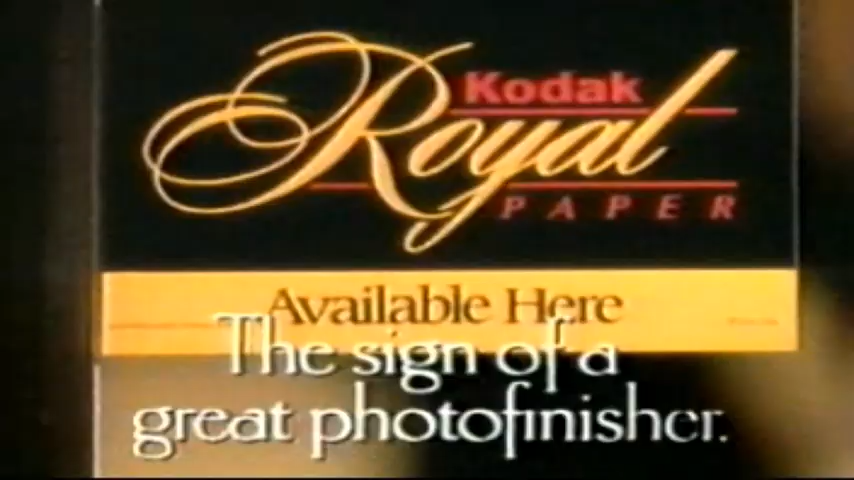 Kodak
Royal
PAPER
Available Here
The sign of a
great photofinisher.